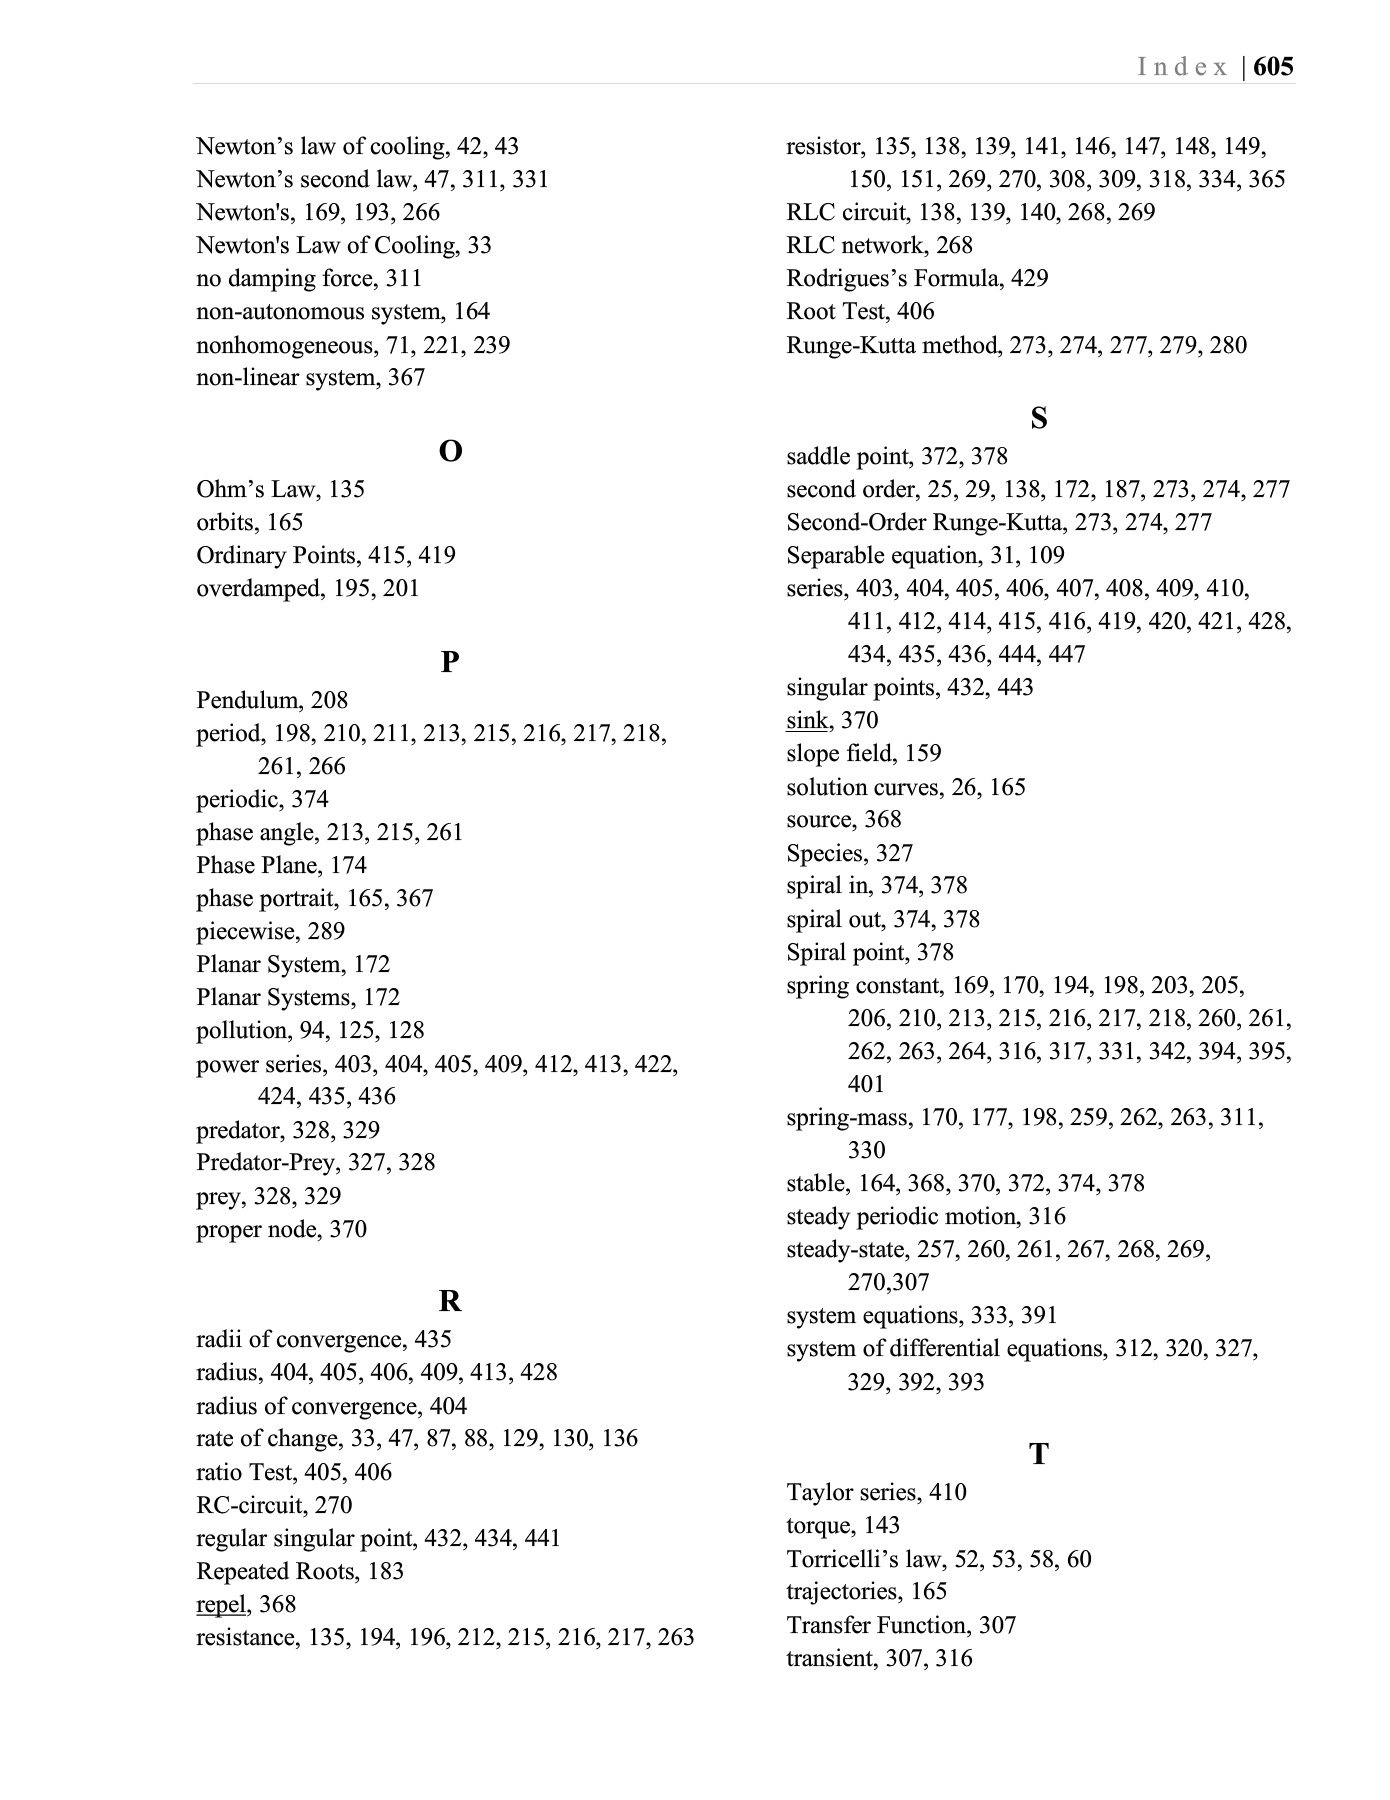 Index | 605
Newton’s law of cooling, 42, 43
Newton’s second law, 47, 311, 331
Newton's, 169, 193, 266
Newton's Law of Cooling, 33
no damping force, 311
non-autonomous system, 164
nonhomogeneous, 71, 221, 239
non-linear system, 367
O
Ohm’s Law, 135
orbits, 165
Ordinary Points, 415, 419
overdamped, 195, 201
P
Pendulum, 208
period, 198, 210, 211, 213, 215, 216, 217, 218,
261, 266
periodic, 374
phase angle, 213, 215, 261
Phase Plane, 174
phase portrait, 165, 367
piecewise, 289
Planar System, 172
Planar Systems, 172
pollution, 94, 125, 128
power series, 403, 404, 405, 409, 412, 413, 422,
424, 435, 436
predator, 328, 329
Predator-Prey, 327, 328
prey, 328, 329
proper node, 370
R
radii of convergence, 435
radius, 404, 405, 406, 409, 413, 428
radius of convergence, 404
rate of change, 33, 47, 87, 88, 129, 130, 136
ratio Test, 405, 406
RC-circuit, 270
regular singular point, 432, 434, 441
Repeated Roots, 183
repel, 368
resistance, 135, 194, 196, 212, 215, 216, 217, 263
resistor, 135, 138, 139, 141, 146, 147, 148, 149,
150, 151, 269, 270, 308, 309, 318, 334, 365
RLC circuit, 138, 139, 140, 268, 269
RLC network, 268
Rodrigues’s Formula, 429
Root Test, 406
Runge-Kutta method, 273, 274, 277, 279, 280
S
saddle point, 372, 378
second order, 25, 29, 138, 172, 187, 273, 274, 277
Second-Order Runge-Kutta, 273, 274, 277
Separable equation, 31, 109
series, 403, 404, 405, 406, 407, 408, 409, 410,
411, 412, 414, 415, 416, 419, 420, 421, 428,
434, 435, 436, 444, 447
singular points, 432, 443
sink, 370
slope field, 159
solution curves, 26, 165
source, 368
Species, 327
spiral in, 374, 378
spiral out, 374, 378
Spiral point, 378
spring constant, 169, 170, 194, 198, 203, 205,
206, 210, 213, 215, 216, 217, 218, 260, 261,
262, 263, 264, 316, 317, 331, 342, 394, 395,
401
spring-mass, 170, 177, 198, 259, 262, 263, 311,
330
stable, 164, 368, 370, 372, 374, 378
steady periodic motion, 316
steady-state, 257, 260, 261, 267, 268, 269,
270,307
system equations, 333, 391
system of differential equations, 312, 320, 327,
329, 392, 393
T
Taylor series, 410
torque, 143
Torricelli’s law, 52, 53, 58, 60
trajectories, 165
Transfer Function, 307
transient, 307, 316